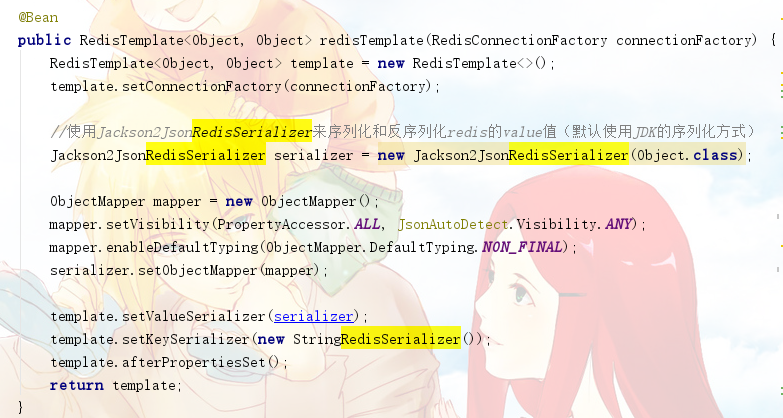 @Bean
public RedisTemplate<Object, Object> redisTemplate(RedisConnectionFactory connectionFactory) {
    RedisTemplate<Object, Object> template = new RedisTemplate<>();
    template.setConnectionFactory(connectionFactory);

    //使用Jackson2JsonRedisSerializer来序列化和反序列化redis的value值（默认使用JDK的序列化方式）
    Jackson2JsonRedisSerializer serializer = new Jackson2JsonRedisSerializer(Object.class);

    ObjectMapper mapper = new ObjectMapper();
    mapper.setVisibility(PropertyAccessor.ALL, JsonAutoDetect.Visibility.ANY);
    mapper.enableDefaultTyping(ObjectMapper.DefaultTyping.NON_FINAL);
    serializer.setObjectMapper(mapper);

    template.setValueSerializer(serializer);
    template.setKeySerializer(new StringRedisSerializer());
    template.afterPropertiesSet();
    return template;
}